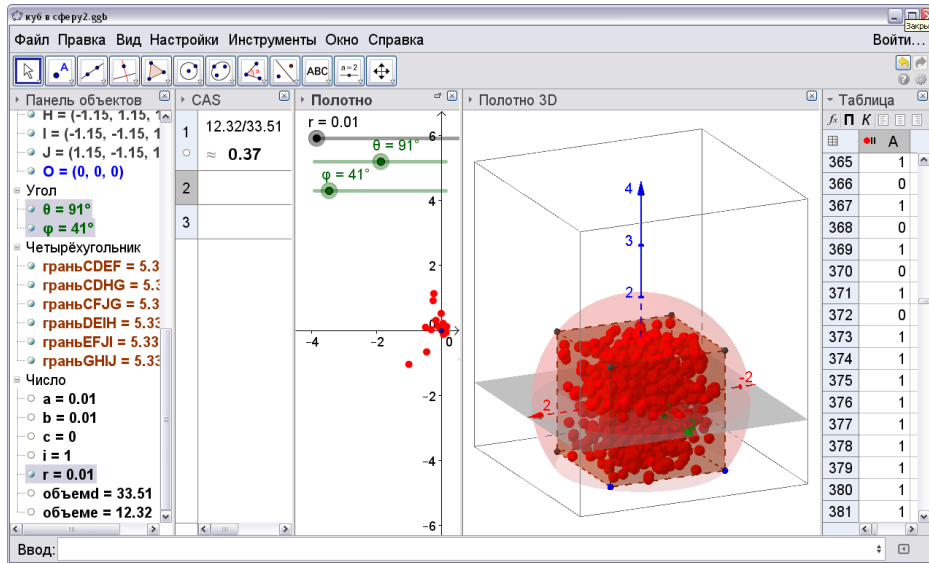 куб в сферу2.ggb
Закры
Файл Правка Вид Настройки Инструменты Окно Справка
Войти...
ABC
a=2
Панель объектов
H = (-1.15, 1.15, 1
I = (-1.15, -1.15, 1
J = (1.15, -1.15, 1
O = (0, 0, 0)
Угол
θ = 91°
φ = 41°
Четырёхугольник
граньCDEF = 5.3
граньCDHG = 5.3
граньCFJG = 5.3
граньDEIH = 5.33
граньEFJI = 5.33
граньGHIJ = 5.33
Число
a = 0.01
b = 0.01
c = 0
i = 1
r = 0.01
объемd = 33.51
объеме = 12.32
CAS
1 12.32/33.51
≈ 0.37
2
3
Полотно
r = 0.01
θ = 91°
φ = 41°
6
4
2
0
-4 -2 0
-2
-4
-6
Полотно 3D
4
3
2
-2
2
Таблица
fx П К
A
365 1
366 0
367 1
368 0
369 1
370 0
371 1
372 0
373 1
374 1
375 1
376 1
377 1
378 1
379 1
380 1
381 1
Ввод: